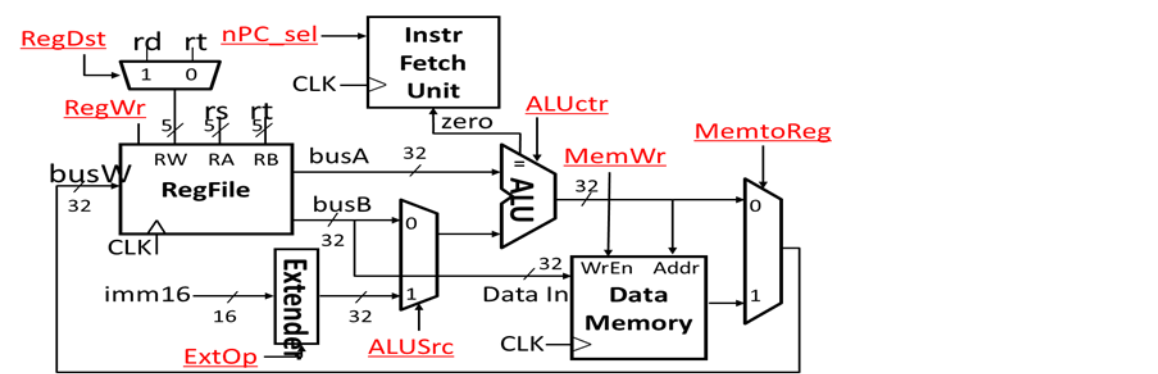 RegDst
rd rt
1 0
nPC_sel
Instr
Fetch
Unit
CLK
RegWr
5 5 5
rs rt
zero
ALUctr
MemtoReg
RW RA RB
RegFile
busA
32
=
ALU
MemWr
busW
32
busB
32
32
0
0
CLK
Extender
imm16
16
32
1
32
Data In
WrEn Addr
Data
Memory
1
CLK
ExtOp
ALUSrc